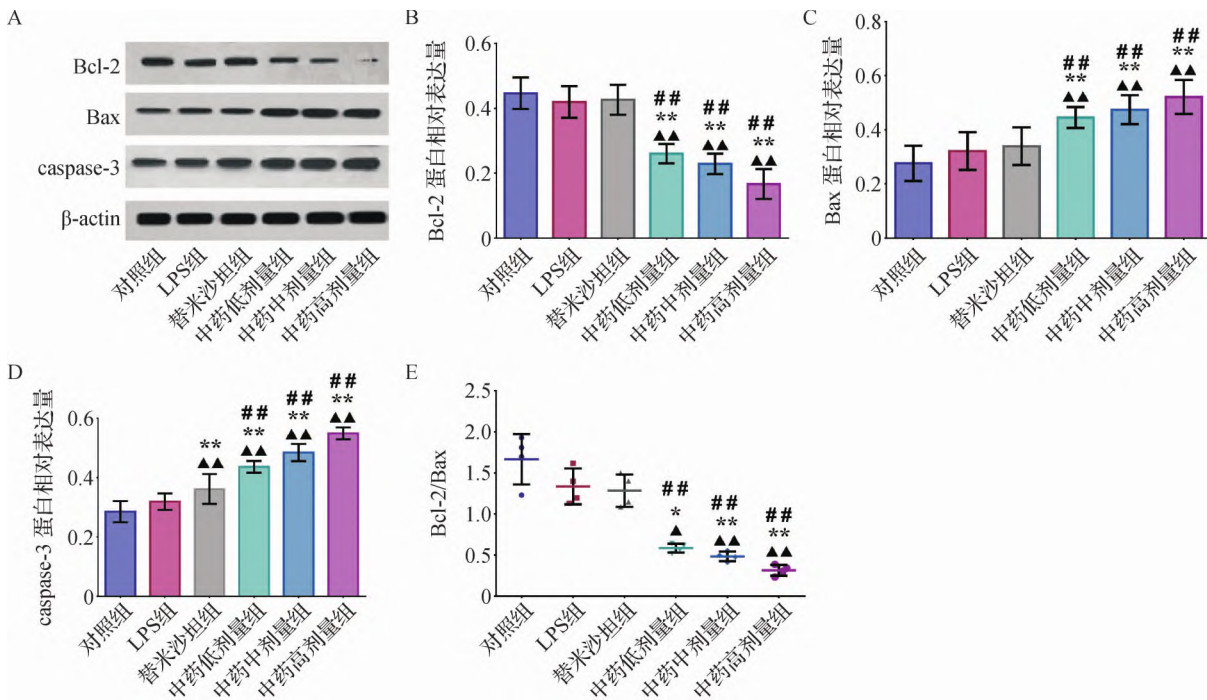 A
Bcl-2
Bax
caspase-3
β-actin
对照组
LPS组
替米沙坦组
中药低剂量组
中药中剂量组
中药高剂量组
B
Bcl-2 蛋白相对表达量
0.6
0.4
0.2
0
##
**
▲▲
##
**
▲▲
##
**
▲▲
对照组
LPS组
替米沙坦组
中药低剂量组
中药中剂量组
中药高剂量组
C
Bax 蛋白相对表达量
0.8
0.6
0.4
0.2
0
##
**
▲▲
##
**
▲▲
##
**
▲▲
对照组
LPS组
替米沙坦组
中药低剂量组
中药中剂量组
中药高剂量组
D
caspase-3 蛋白相对表达量
0.6
0.4
0.2
0
**
▲▲
##
**
▲▲
##
**
▲▲
##
**
▲▲
对照组
LPS组
替米沙坦组
中药低剂量组
中药中剂量组
中药高剂量组
E
Bcl-2/Bax
2.5
2.0
1.5
1.0
0.5
0
##
*
▲
##
**
▲▲
##
**
▲▲
对照组
LPS组
替米沙坦组
中药低剂量组
中药中剂量组
中药高剂量组